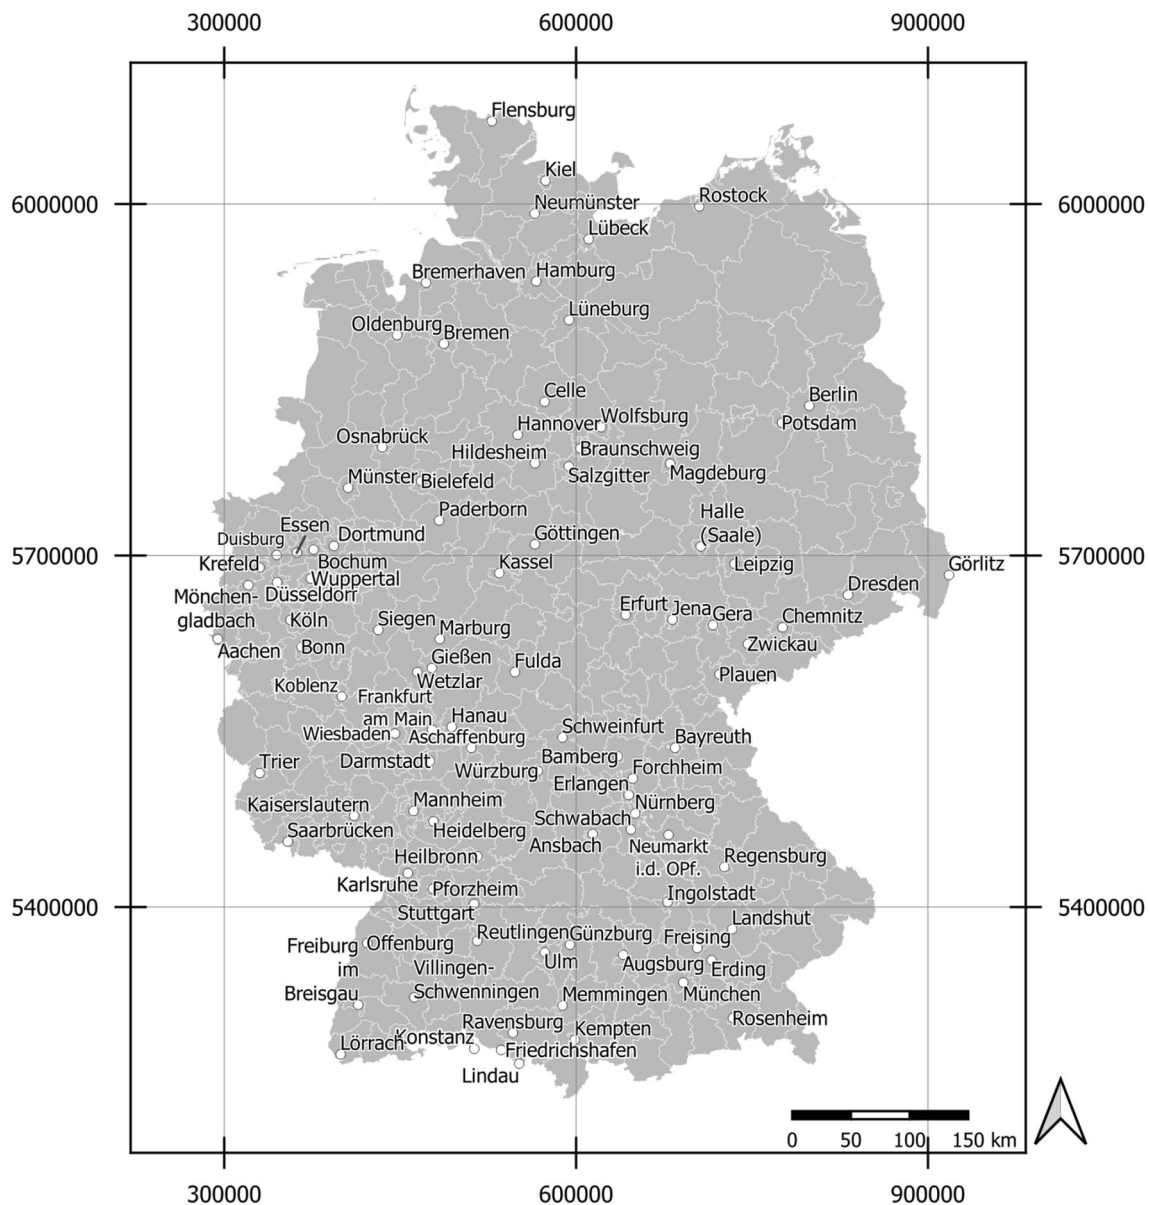 300000 600000 900000
Flensburg
Kiel
6000000 Neumünster Rostock 6000000
Lübeck
Bremerhaven Hamburg
Lüneburg
Oldenburg Bremen
Celle Berlin
Hannover Wolfsburg Potsdam
Osnabrück
Hildesheim Braunschweig
Münster Bielefeld Salzgitter Magdeburg
Paderborn Halle
(Saale)
Essen
Duisburg Dortmund Göttingen
5700000 5700000
Krefeld Bochum Kassel Leipzig Görlitz
Wuppertal
Mönchen-
gladbach
Düsseldorf Dresden
Erfurt Jena Gera Chemnitz
Köln Siegen Marburg
Aachen Bonn Zwickau
Gießen Fulda
Wetzlar Plauen
Koblenz Frankfurt
am Main
Hanau Schweinfurt
Wiesbaden Aschaffenburg Bayreuth
Trier Darmstadt Würzburg Bamberg Forchheim
Erlangen
Kaiserslautern Mannheim Nürnberg
Saarbrücken Heidelberg Schwabach
Ansbach Neumarkt
i.d. OPf.
Heilbronn Regensburg
Karlsruhe Pforzheim Ingolstadt
5400000 Stuttgart 5400000
Landshut
Reutlingen Günzburg Freising
Freiburg
im
Breisgau
Offenburg
Villingen-
Schwenningen
Ulm Augsburg Erding
Memmingen München
Ravensburg Kempten Rosenheim
Lörrach Konstanz Friedrichshafen
Lindau
0 50 100 150 km
300000 600000 900000